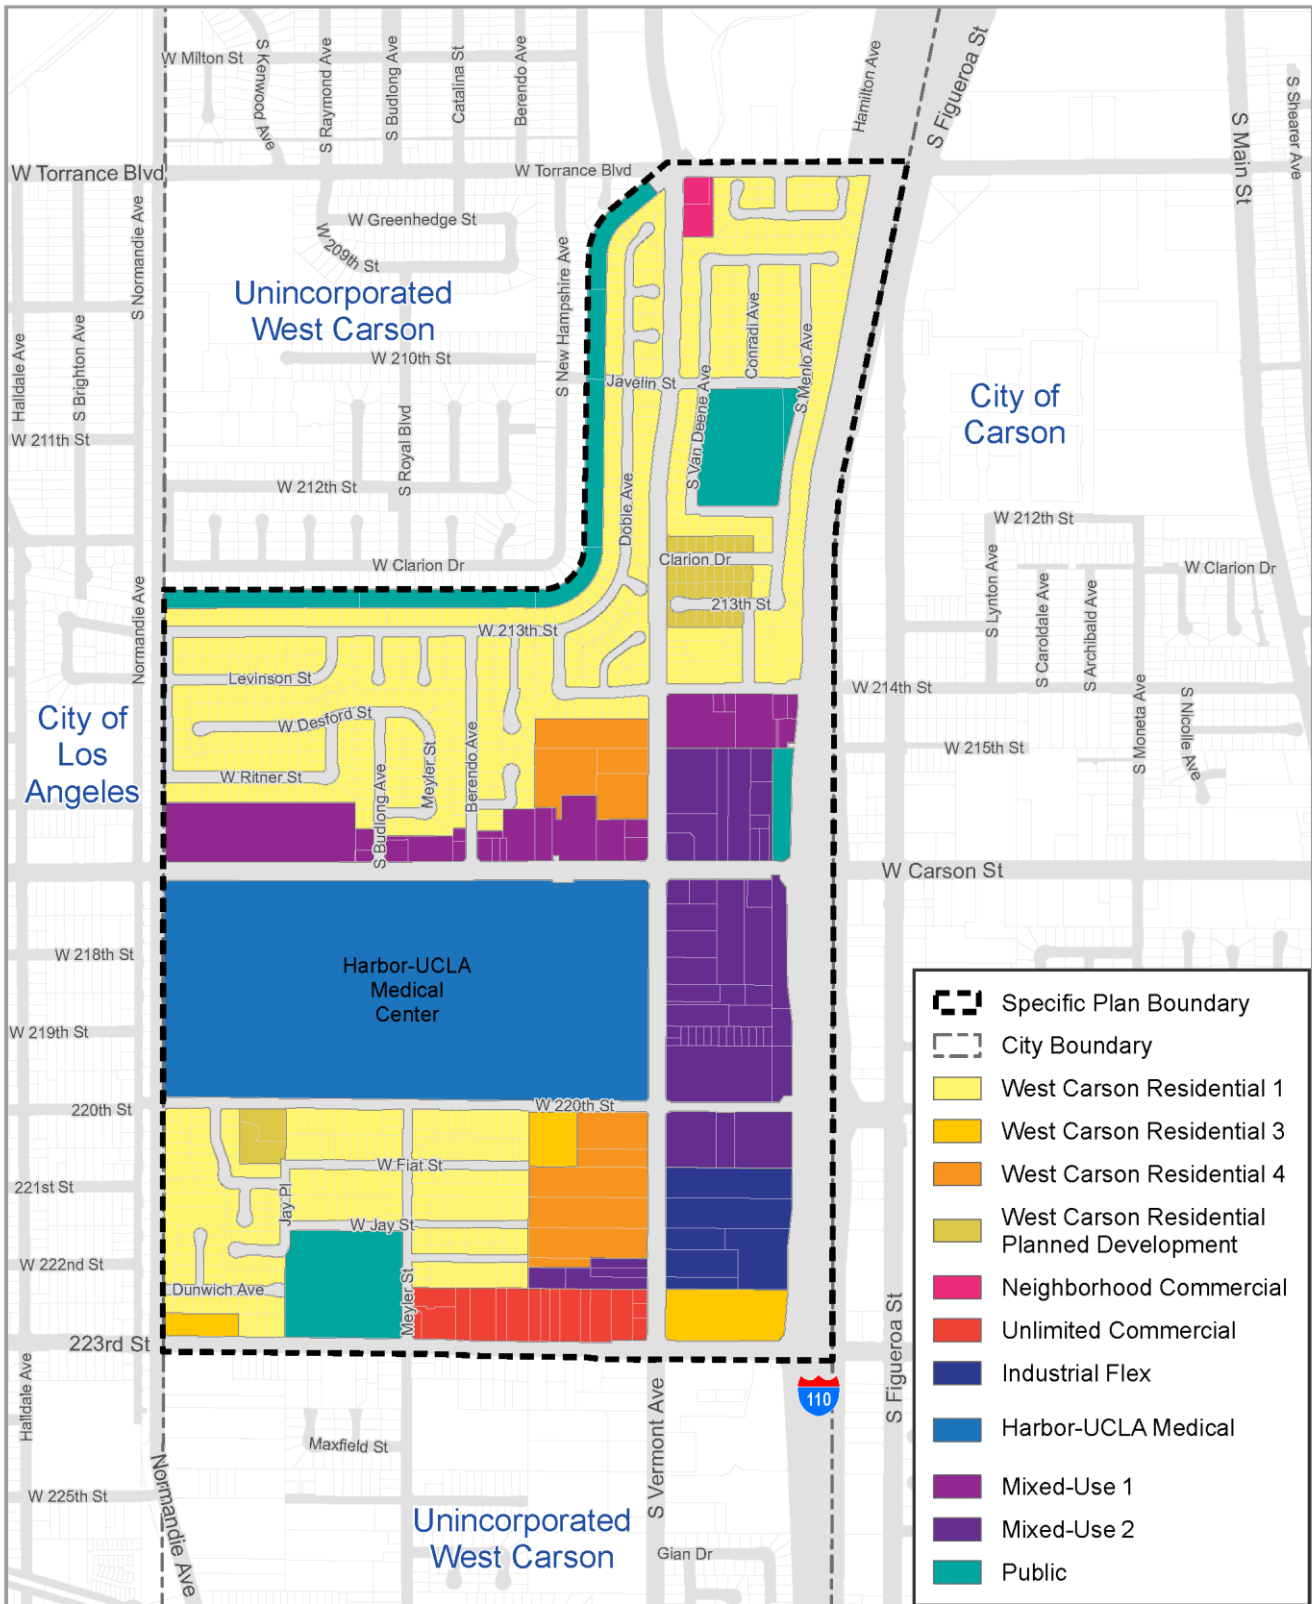 W Milton St
S Kenwood Ave
S Raymond Ave
S Budlong Ave
Catalina St
Berendo Ave
Hamilton Ave
S Figueroa St
S Main St
S Shearer Ave
W Torrance Blvd
W Torrance Blvd
W Greenhedge St
W 209th St
S Normandie Ave
S New Hampshire Ave
Unincorporated
West Carson
W 210th St
Halldale Ave
S Brighton Ave
Javelin St
Conradi Ave
S Menlo Ave
S Van Deene Ave
City of
Carson
W 211th St
S Royal Blvd
W 212th St
Doble Ave
W 212th St
W Clarion Dr
Clarion Dr
W Clarion Dr
S Lynton Ave
S Caroldale Ave
S Archibald Ave
Normandie Ave
213th St
W 213th St
Levinson St
W 214th St
S Moneta Ave
S Nicolle Ave
W Desford St
City of
Los
Angeles
W 215th St
W Ritner St
Meyler St
Berendo Ave
S Budlong Ave
W Carson St
W 218th St
Harbor-UCLA
Medical
Center
W 219th St
220th St
W 220th St
W Fiat St
221st St
Jay Pl
W Jay St
W 222nd St
Dunwich Ave
Meyler St
223rd St
S Figueroa St
Halldale Ave
110
S Vermont Ave
Maxfield St
Normandie Ave
W 225th St
Unincorporated
West Carson
Gian Dr
Specific Plan Boundary
City Boundary
West Carson Residential 1
West Carson Residential 3
West Carson Residential 4
West Carson Residential
Planned Development
Neighborhood Commercial
Unlimited Commercial
Industrial Flex
Harbor-UCLA Medical
Mixed-Use 1
Mixed-Use 2
Public